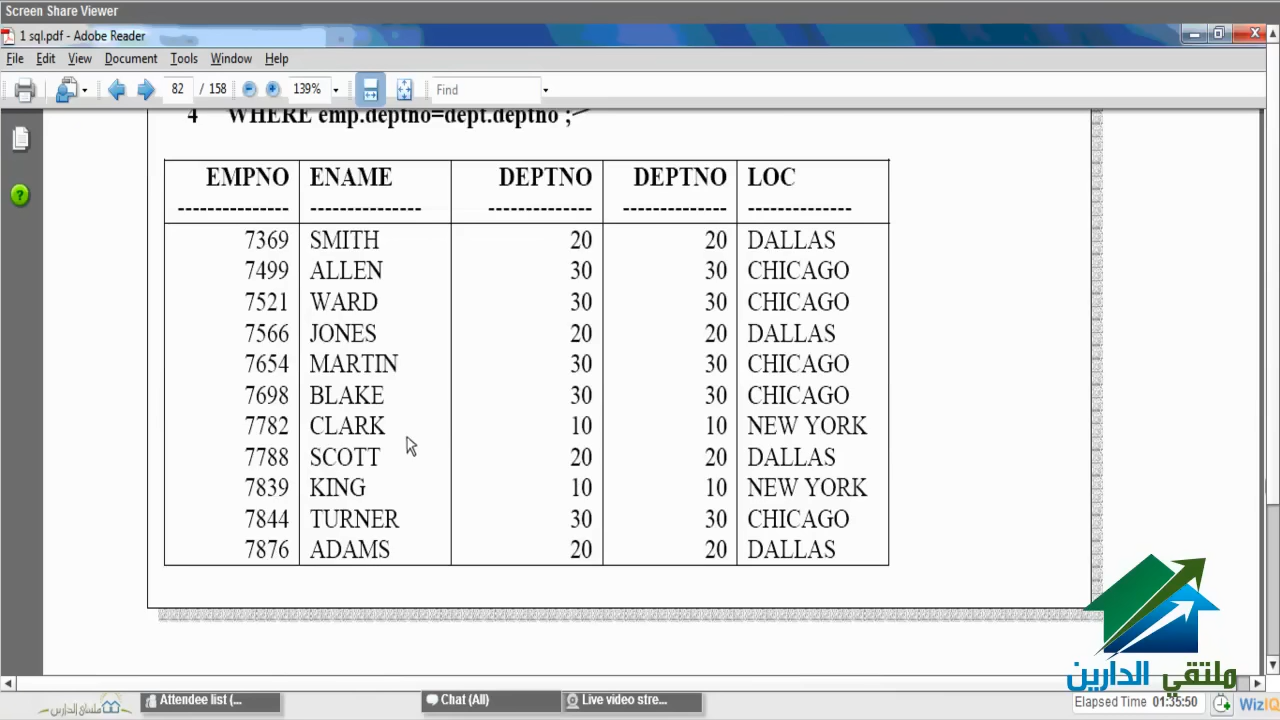 Screen Share Viewer
1 sql.pdf - Adobe Reader
File Edit View Document Tools Window Help
82 / 158 139% Find
4 WHERE emp.deptno=dept.deptno ;
EMPNO ENAME DEPTNO DEPTNO LOC
--------------- --------------- -------------- -------------- --------------
7369 SMITH 20 20 DALLAS
7499 ALLEN 30 30 CHICAGO
7521 WARD 30 30 CHICAGO
7566 JONES 20 20 DALLAS
7654 MARTIN 30 30 CHICAGO
7698 BLAKE 30 30 CHICAGO
7782 CLARK 10 10 NEW YORK
7788 SCOTT 20 20 DALLAS
7839 KING 10 10 NEW YORK
7844 TURNER 30 30 CHICAGO
7876 ADAMS 20 20 DALLAS
ملتقي الدارين
Attendee list (... Chat (All) Live video stre... Elapsed Time 01:35:50 WizIQ